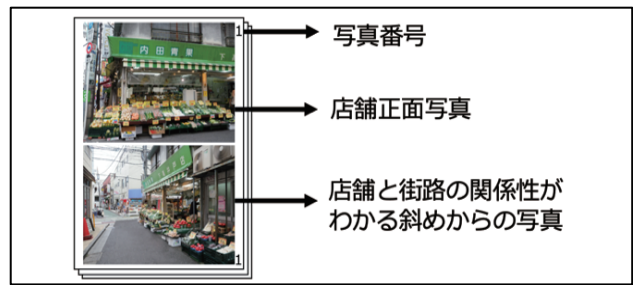 1
写真番号
内田青果
店舗正面写真
店舗と街路の関係性が
わかる斜めからの写真
1